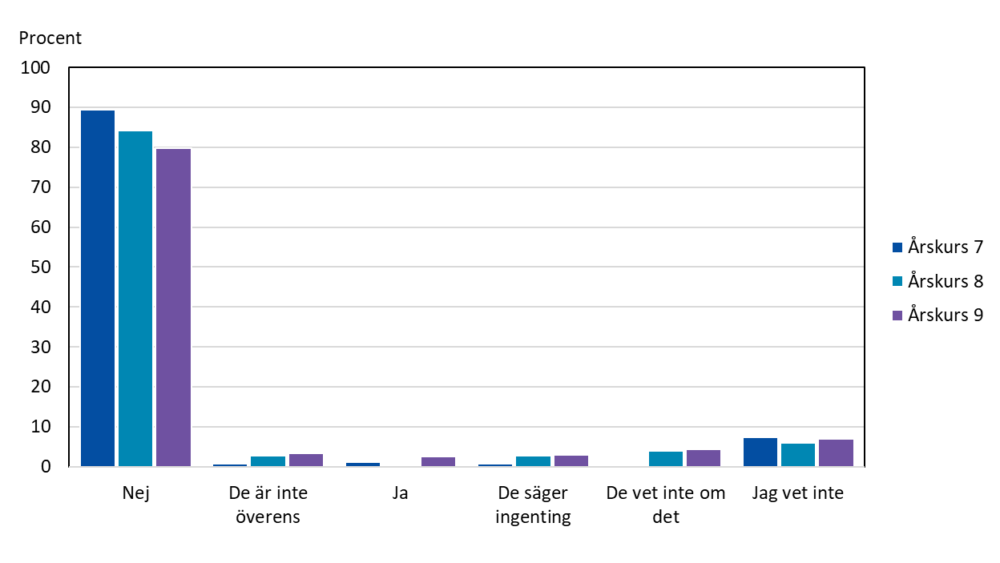 Procent
100
90
80
70
60
50
40
30
20
10
0
Nej
De är inte
överens
Ja
De säger
ingenting
De vet inte om
det
Jag vet inte
Årskurs 7
Årskurs 8
Årskurs 9